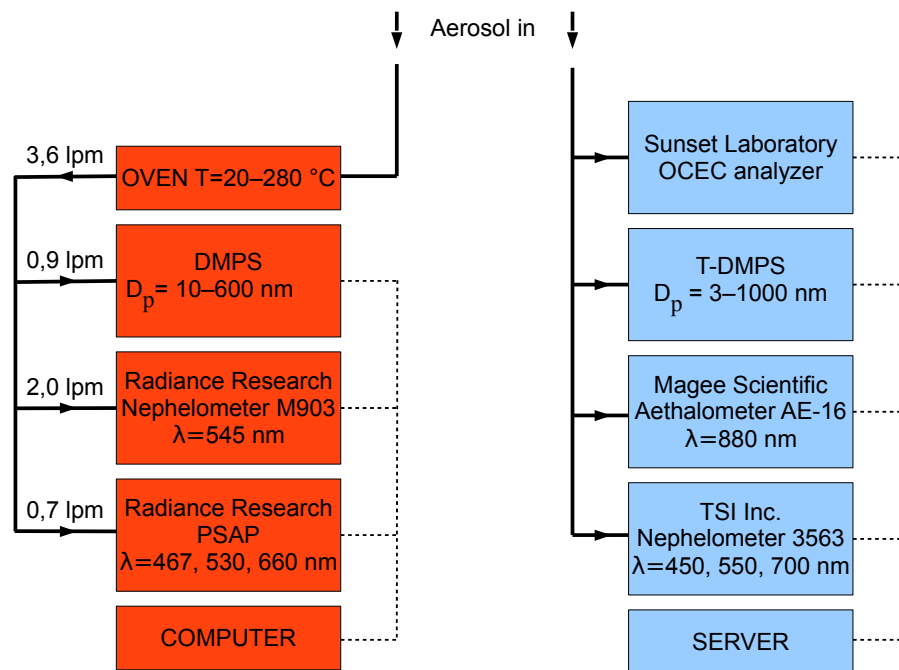 Aerosol in
3,6 lpm
OVEN T=20–280 °C
0,9 lpm
DMPS
Dp= 10–600 nm
2,0 lpm
Radiance Research
Nephelometer M903
λ=545 nm
0,7 lpm
Radiance Research
PSAP
λ=467, 530, 660 nm
COMPUTER
Sunset Laboratory
OCEC analyzer
T-DMPS
Dp = 3–1000 nm
Magee Scientific
Aethalometer AE-16
λ=880 nm
TSI Inc.
Nephelometer 3563
λ=450, 550, 700 nm
SERVER